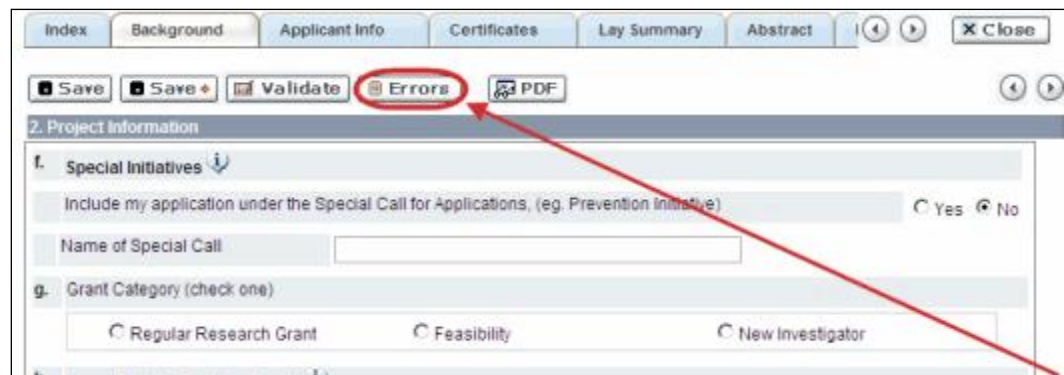 Index Background Applicant Info Certificates Lay Summary Abstract Close
Save Save Validate Errors PDF
2. Project Information
f. Special Initiatives
Include my application under the Special Call for Applications, (eg. Prevention Initiative) Yes No
Name of Special Call
g. Grant Category (check one)
Regular Research Grant Feasibility New Investigator